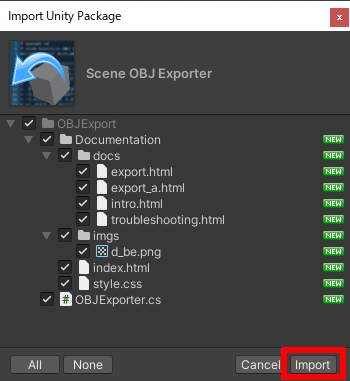 Import Unity Package
x
Scene OBJ Exporter
OBJExport
Documentation NEW
docs NEW
export.html NEW
export_a.html NEW
intro.html NEW
troubleshooting.html NEW
imgs NEW
d_be.png NEW
index.html NEW
style.css NEW
# OBJExporter.cs NEW
All None Cancel Import